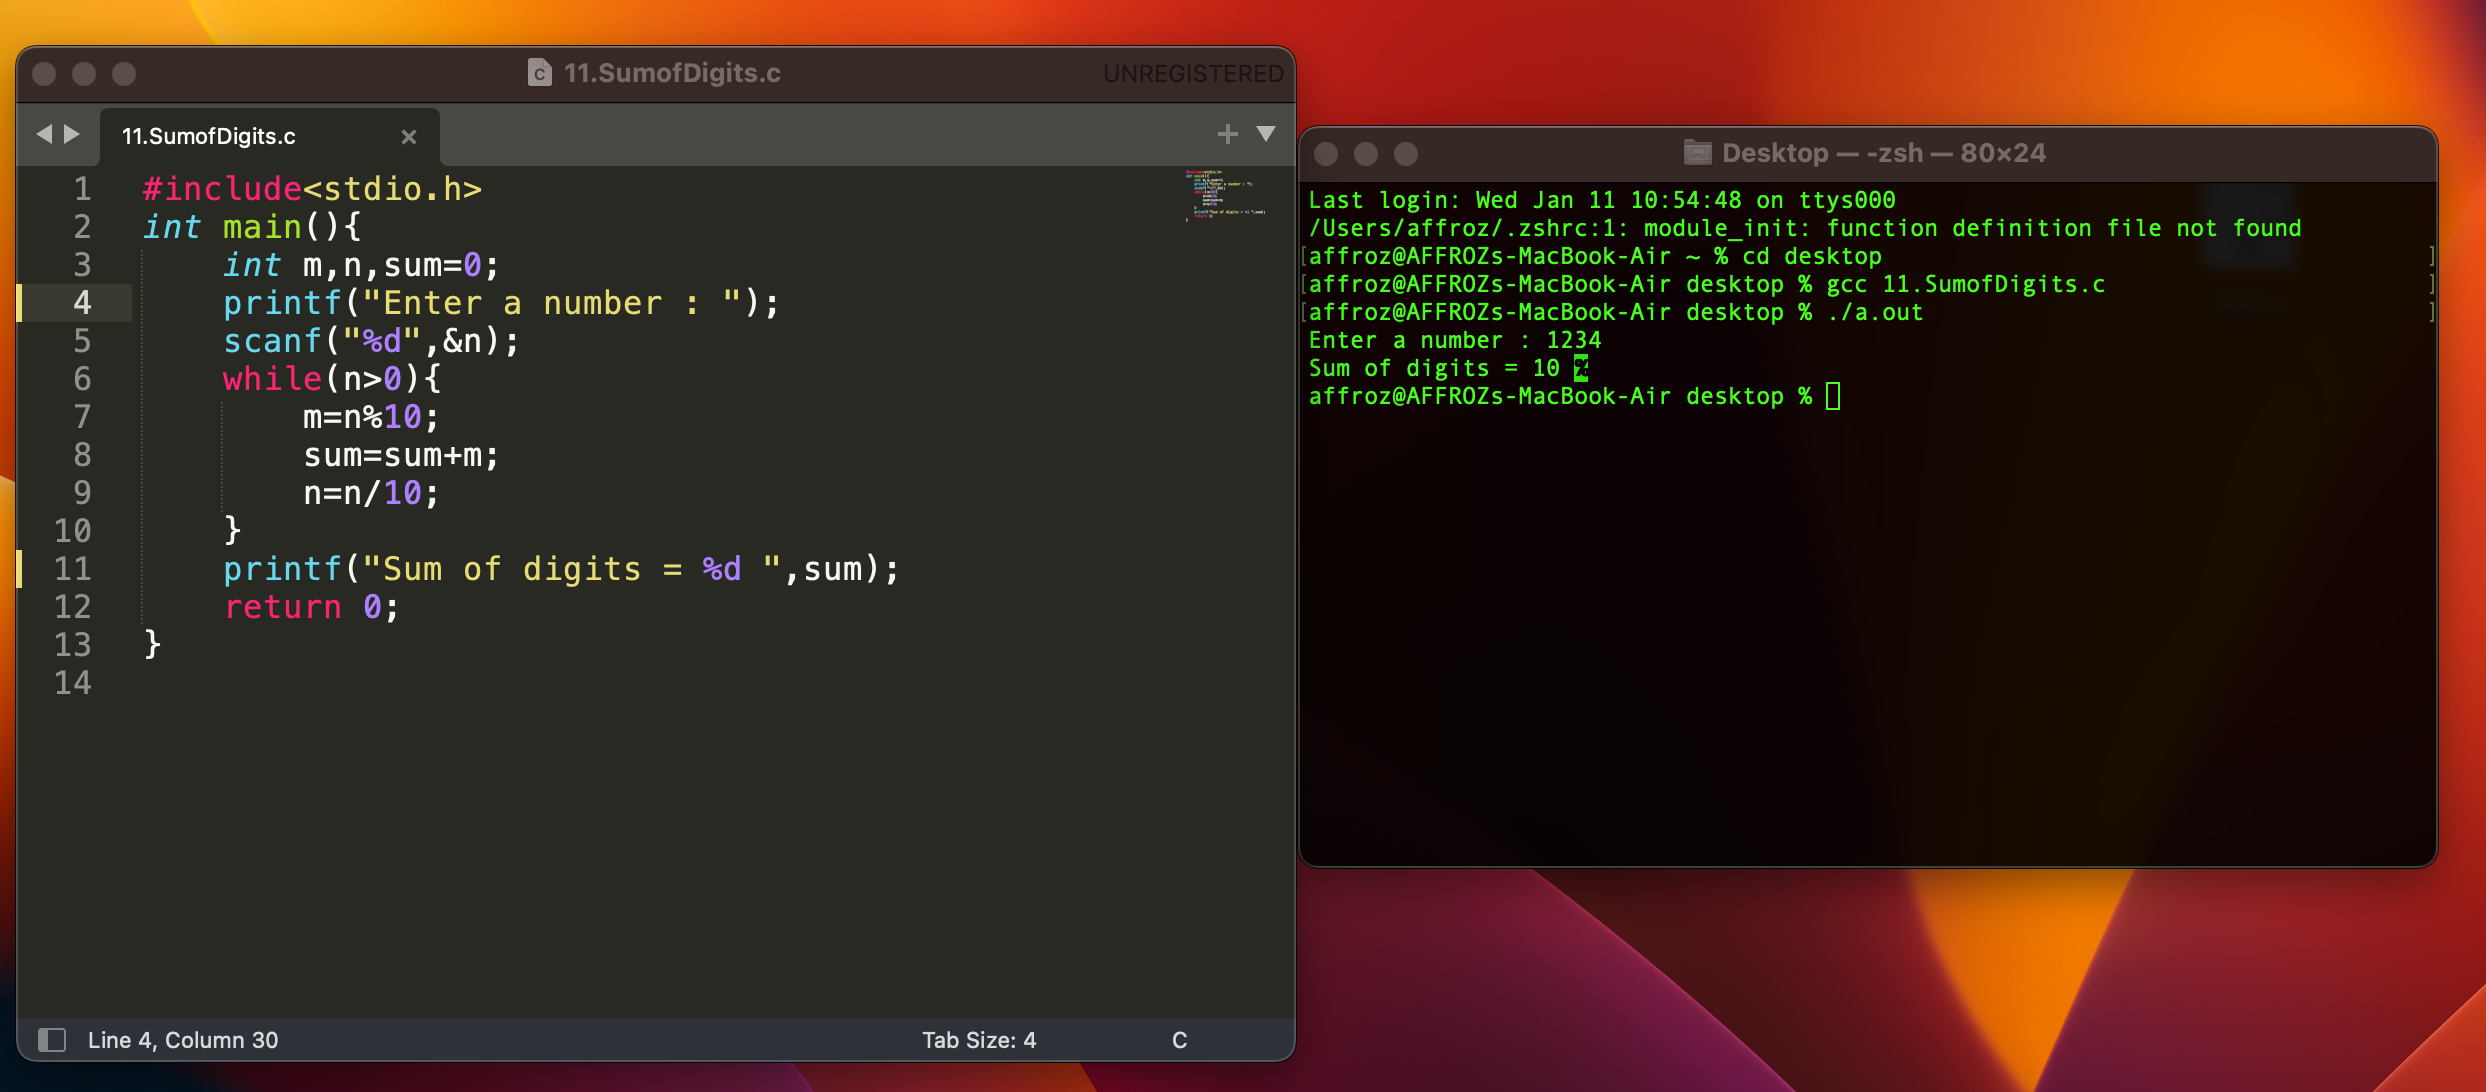 11.SumofDigits.c
UNREGISTERED
11.SumofDigits.c
1 #include<stdio.h>
2 int main(){
3 int m,n,sum=0;
4 printf("Enter a number : ");
5 scanf("%d",&n);
6 while(n>0){
7 m=n%10;
8 sum=sum+m;
9 n=n/10;
10 }
11 printf("Sum of digits = %d ",sum);
12 return 0;
13 }
14
Line 4, Column 30
Tab Size: 4
C
Desktop — -zsh — 80×24
Last login: Wed Jan 11 10:54:48 on ttys000
/Users/affroz/.zshrc:1: module_init: function definition file not found
[affroz@AFFROZs-MacBook-Air ~ % cd desktop ]
[affroz@AFFROZs-MacBook-Air desktop % gcc 11.SumofDigits.c ]
[affroz@AFFROZs-MacBook-Air desktop % ./a.out ]
Enter a number : 1234
Sum of digits = 10 %
affroz@AFFROZs-MacBook-Air desktop %